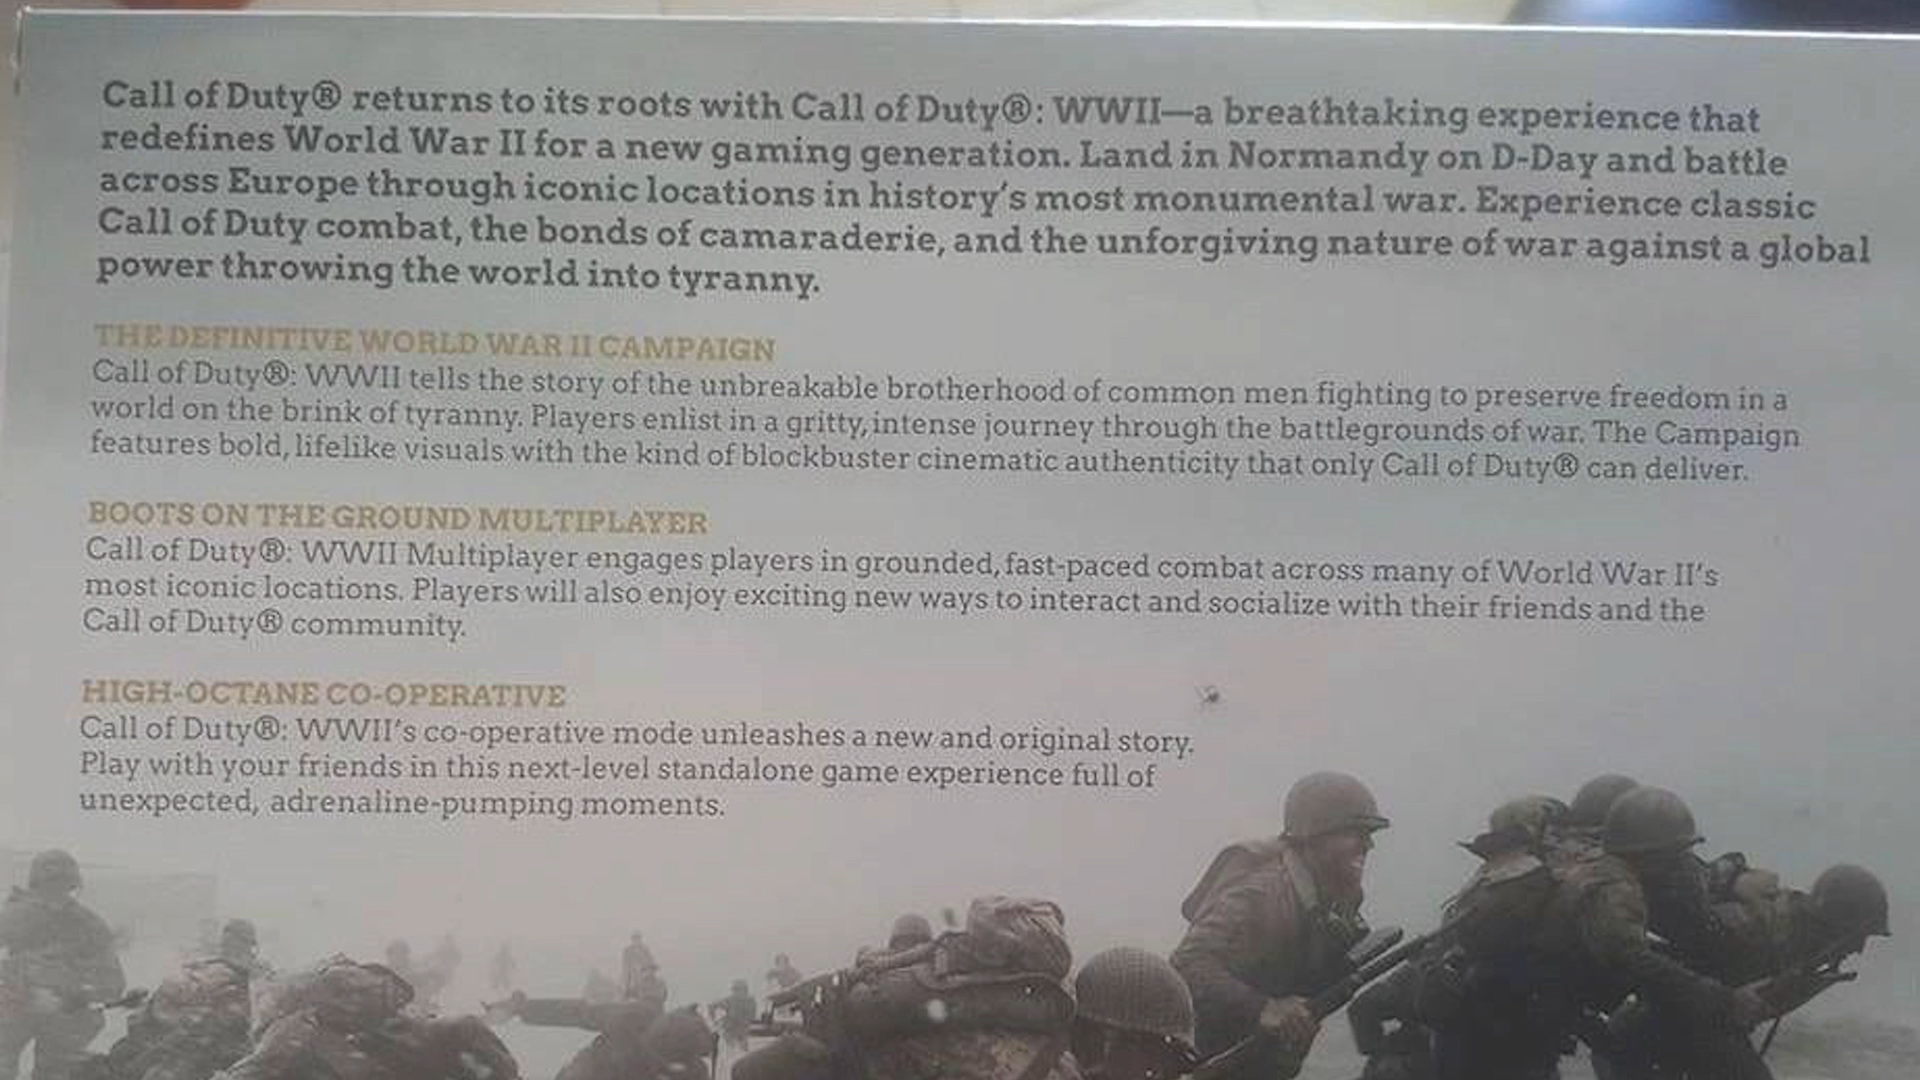 Call of Duty® returns to its roots with Call of Duty®: WWII—a breathtaking experience that
redefines World War II for a new gaming generation. Land in Normandy on D-Day and battle
across Europe through iconic locations in history's most monumental war. Experience classic
Call of Duty combat, the bonds of camaraderie, and the unforgiving nature of war against a global
power throwing the world into tyranny.
THE DEFINITIVE WORLD WAR II CAMPAIGN
Call of Duty®: WWII tells the story of the unbreakable brotherhood of common men fighting to preserve freedom in a
world on the brink of tyranny. Players enlist in a gritty, intense journey through the battlegrounds of war. The Campaign
features bold, lifelike visuals with the kind of blockbuster cinematic authenticity that only Call of Duty® can deliver.
BOOTS ON THE GROUND MULTIPLAYER
Call of Duty®: WWII Multiplayer engages players in grounded, fast-paced combat across many of World War II's
most iconic locations. Players will also enjoy exciting new ways to interact and socialize with their friends and the
Call of Duty® community.
HIGH-OCTANE CO-OPERATIVE
Call of Duty®: WWII's co-operative mode unleashes a new and original story.
Play with your friends in this next-level standalone game experience full of
unexpected, adrenaline-pumping moments.